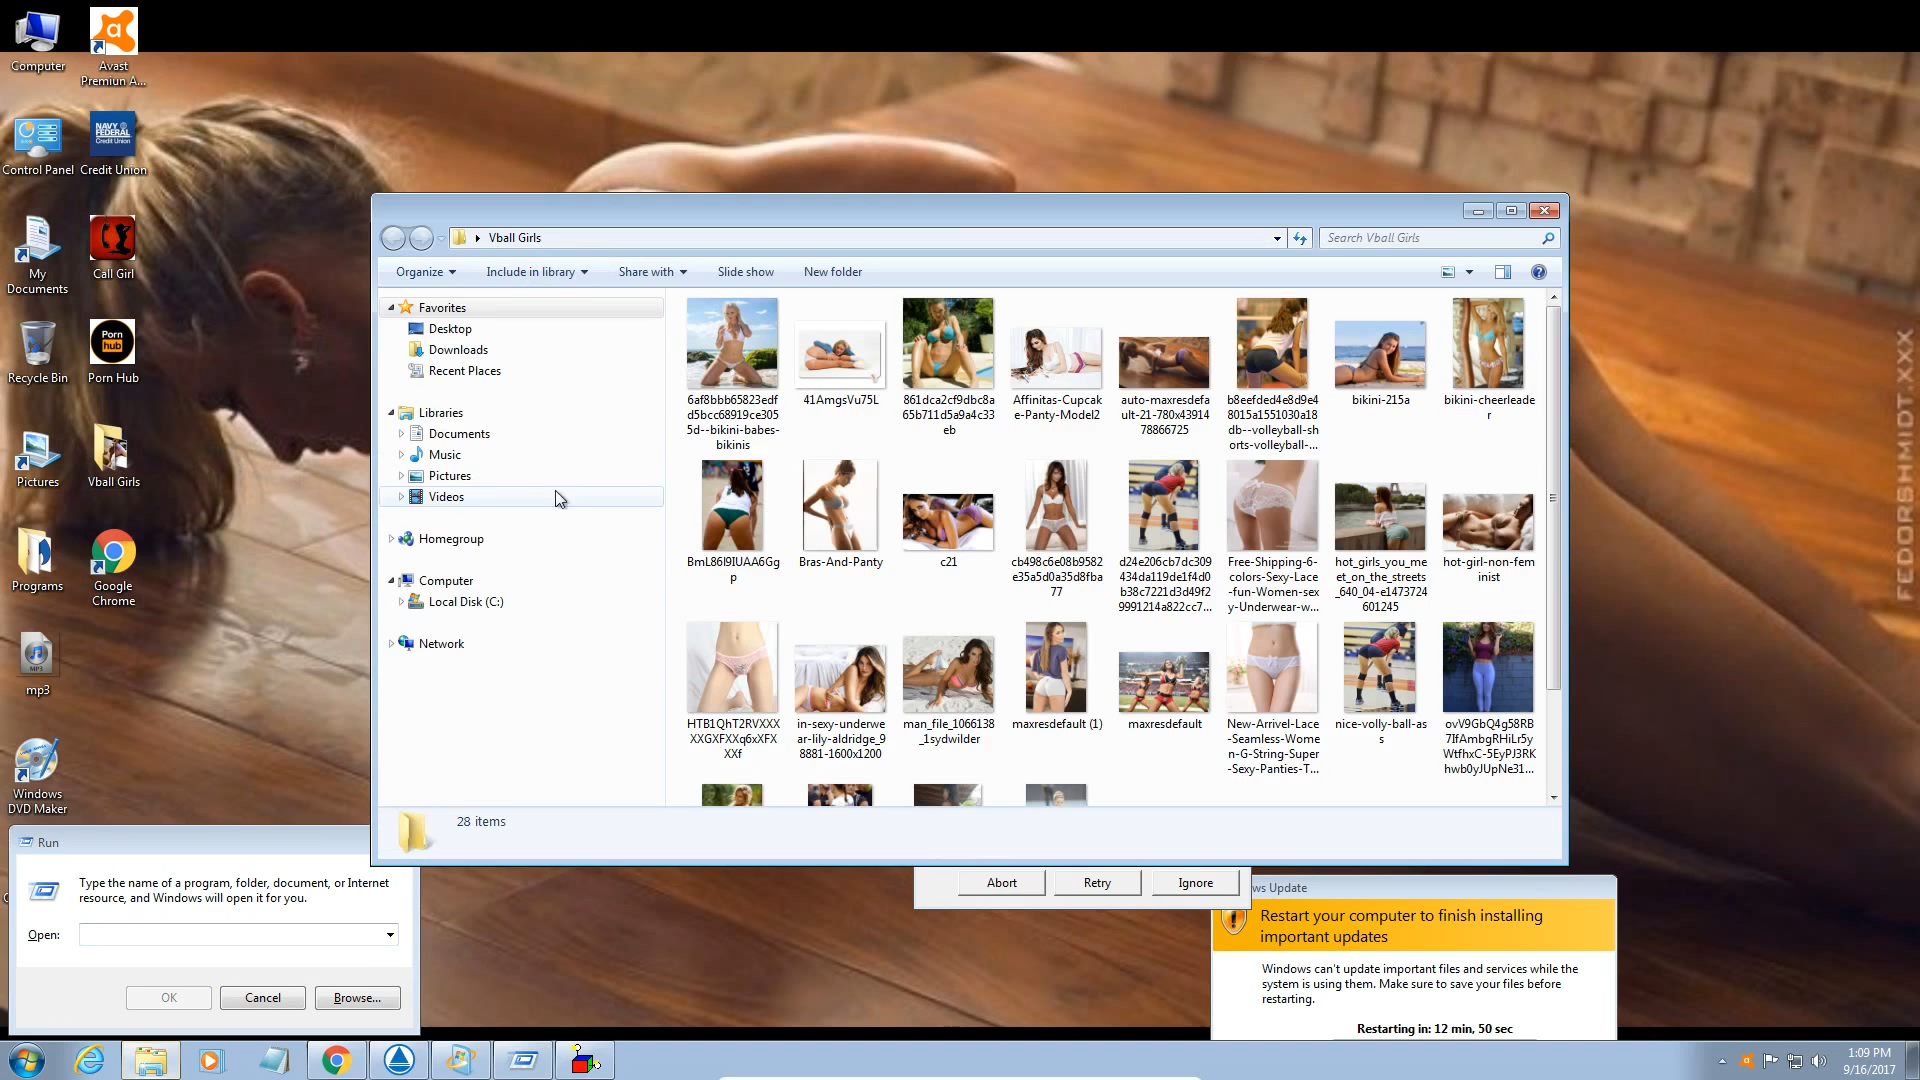 Computer
Avast
Premiun A...
Control Panel
NAVY
FEDERAL
Credit Union
Credit Union
My
Documents
Call Girl
Recycle Bin
Porn
hub
Porn Hub
Pictures
Vball Girls
Programs
Google
Chrome
MP3
mp3
Windows
DVD Maker
Vball Girls
Search Vball Girls
Organize
Include in library
Share with
Slide show
New folder
Favorites
Desktop
Downloads
Recent Places
Libraries
Documents
Music
Pictures
Videos
Homegroup
Computer
Local Disk (C:)
Network
6af8bbb65823edf
d5bcc68919ce305
5d--bikini-babes-
bikinis
41AmgsVu75L
861dca2cf9dbc8a
65b711d5a9a4c33
eb
Affinitas-Cupcak
e-Panty-Model2
auto-maxresdefa
ult-21-780x43914
78866725
b8eefded4e8d9e4
8015a1551030a18
db--volleyball-sh
orts-volleyball-...
bikini-215a
bikini-cheerleade
r
BmL86I9IUAA6Gg
p
Bras-And-Panty
c21
cb498c6e08b9582
e35a5d0a35d8fba
77
d24e206cb7dc309
434da119de1f4d0
b38c7221d3d49f2
9991214a822cc7...
Free-Shipping-6-
colors-Sexy-Lace
-fun-Women-sex
y-Underwear-w...
hot_girls_you_me
et_on_the_streets
_640_04-e1473724
601245
hot-girl-non-fem
inist
HTB1QhT2RVXXX
XXGXFXXq6xXFX
XXf
in-sexy-underwe
ar-lily-aldridge_9
8881-1600x1200
man_file_1066138
_1sydwilder
maxresdefault (1)
maxresdefault
New-Arrivel-Lace
-Seamless-Wome
n-G-String-Super
-Sexy-Panties-T...
nice-volly-ball-as
s
ovV9GbQ4g58RB
7IfAmbgRHiLr5y
WtfhxC-5EyPJ3RK
hwb0yJUpNe31...
28 items
Run
Type the name of a program, folder, document, or Internet
resource, and Windows will open it for you.
Open:
OK
Cancel
Browse...
Abort
Retry
Ignore
ws Update
Restart your computer to finish installing
important updates
Windows can't update important files and services while the
system is using them. Make sure to save your files before
restarting.
Restarting in: 12 min, 50 sec
FEDORSHMIDT.XXX
1:09 PM
9/16/2017